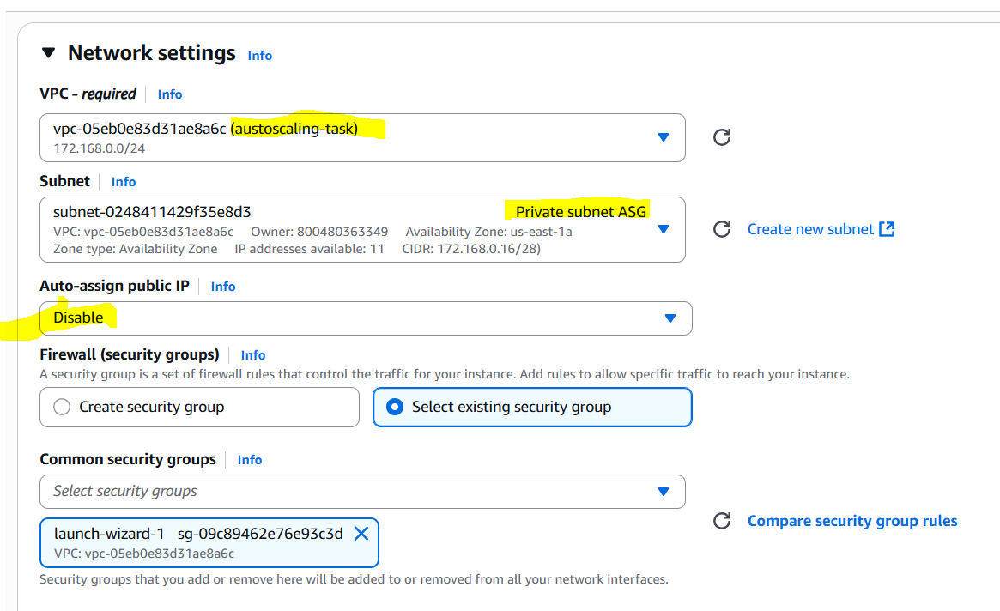 Network settings Info
VPC - required Info
vpc-05eb0e83d31ae8a6c (austoscaling-task)
172.168.0.0/24
Subnet Info
subnet-0248411429f35e8d3 Private subnet ASG
VPC: vpc-05eb0e83d31ae8a6c Owner: 800480363349 Availability Zone: us-east-1a
Zone type: Availability Zone IP addresses available: 11 CIDR: 172.168.0.16/28)
Create new subnet
Auto-assign public IP Info
Disable
Firewall (security groups) Info
A security group is a set of firewall rules that control the traffic for your instance. Add rules to allow specific traffic to reach your instance.
Create security group Select existing security group
Common security groups Info
Select security groups
launch-wizard-1 sg-09c89462e76e93c3d
VPC: vpc-05eb0e83d31ae8a6c
Compare security group rules
Security groups that you add or remove here will be added to or removed from all your network interfaces.